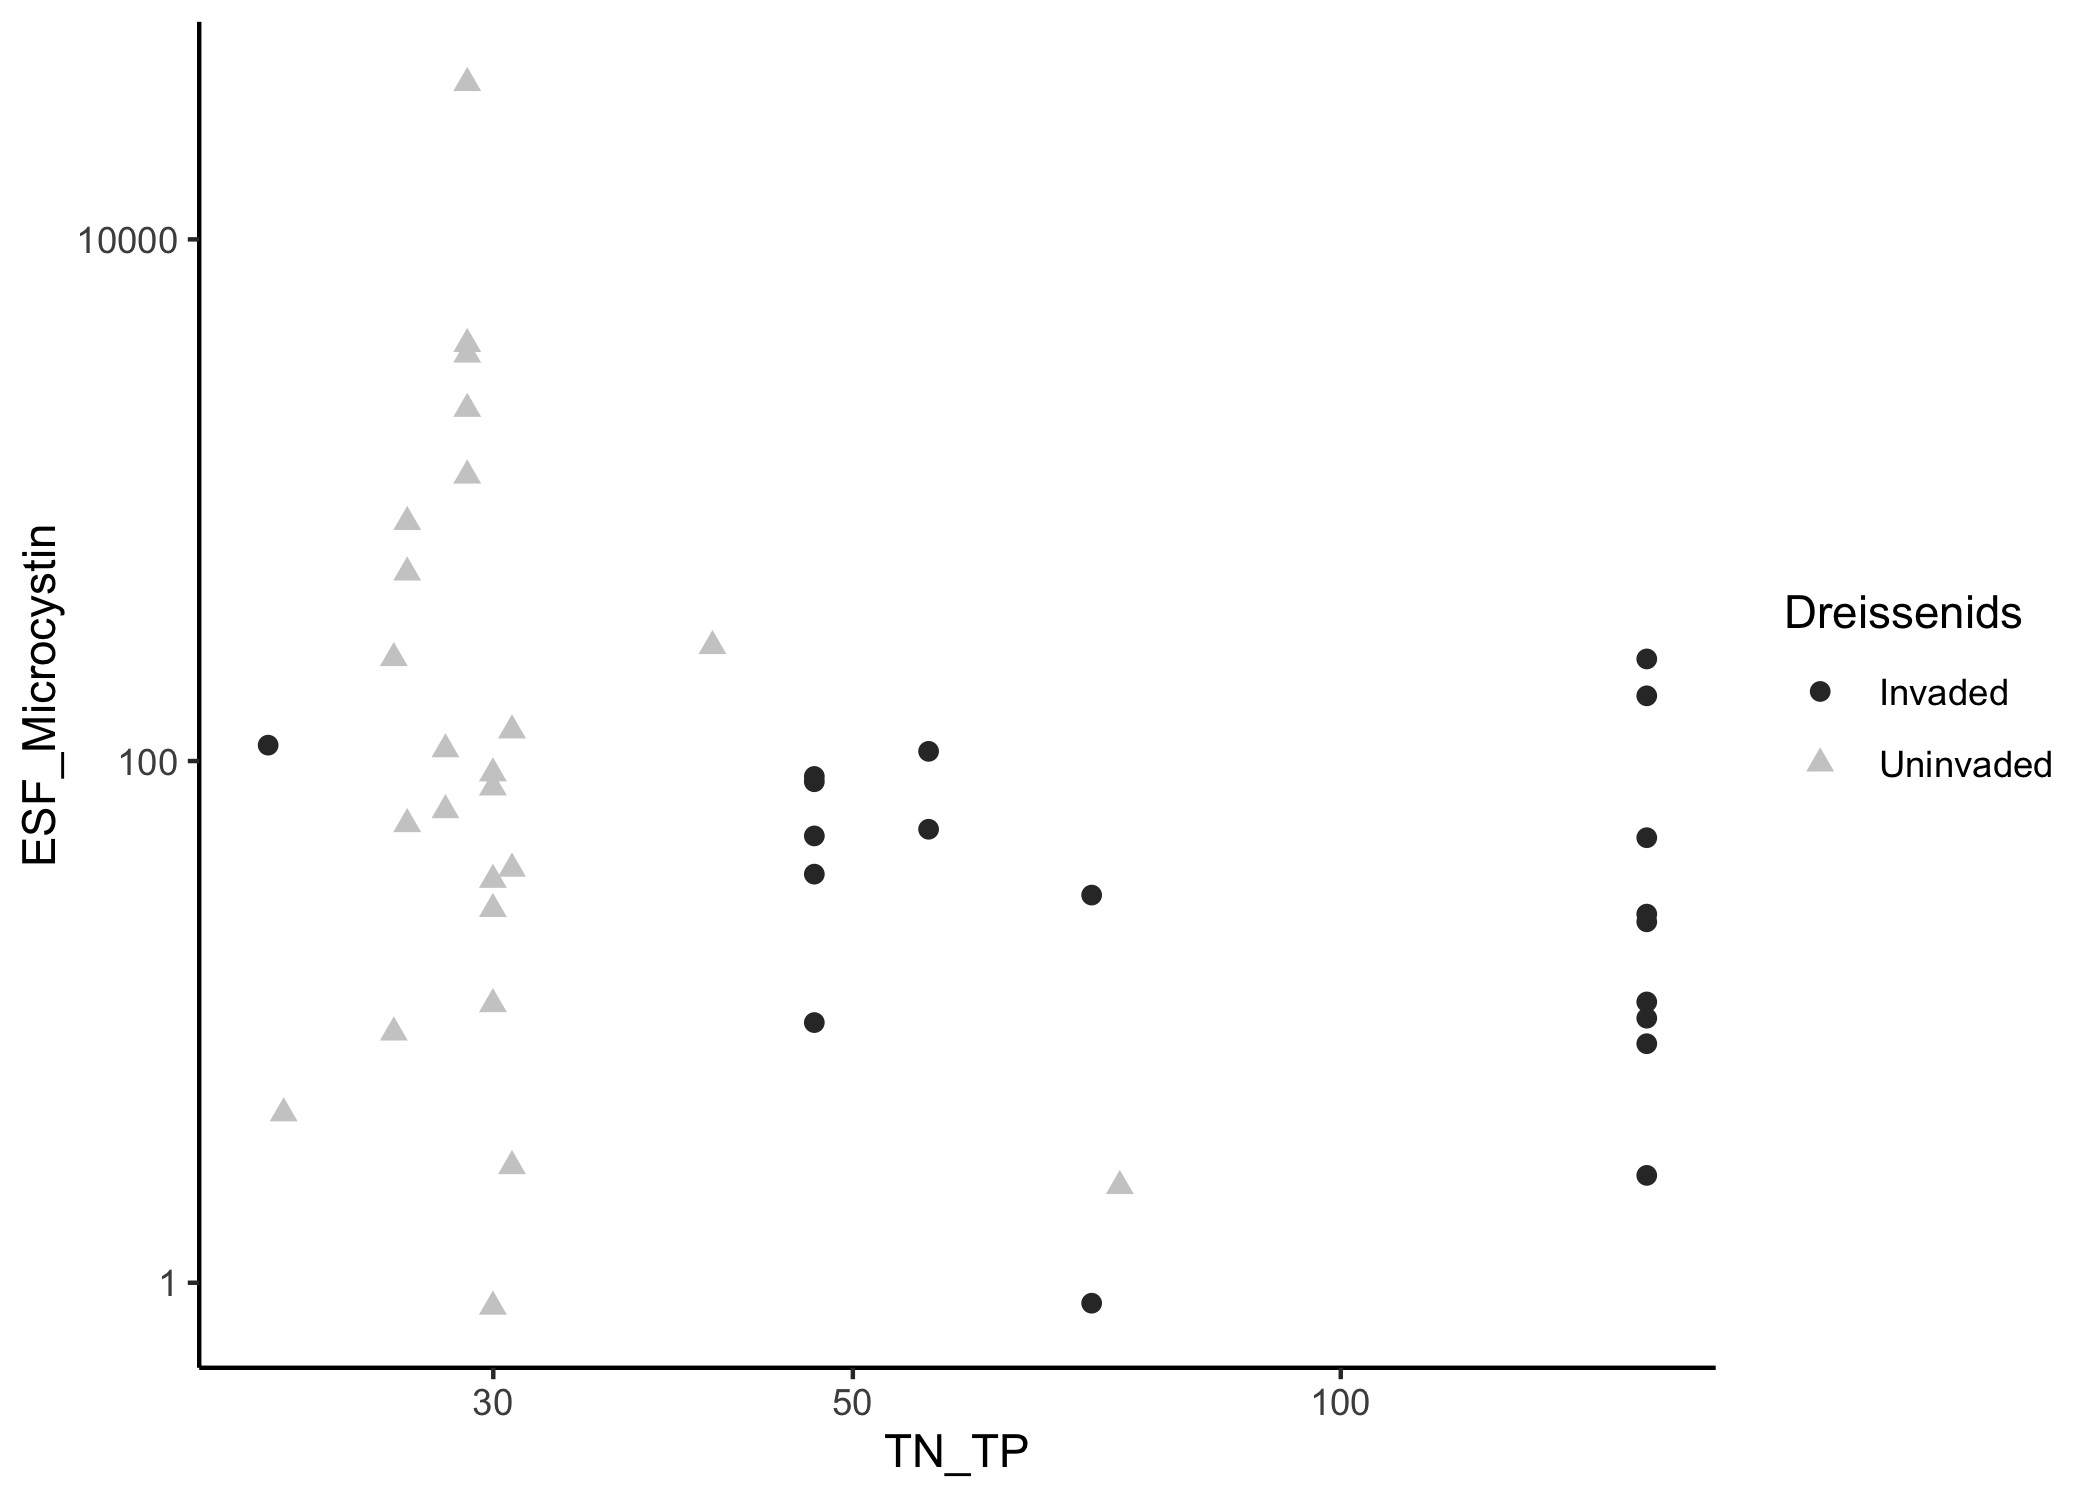 10000
100
1
ESF_Microcystin
30 50 100
TN_TP
Dreissenids
Invaded
Uninvaded